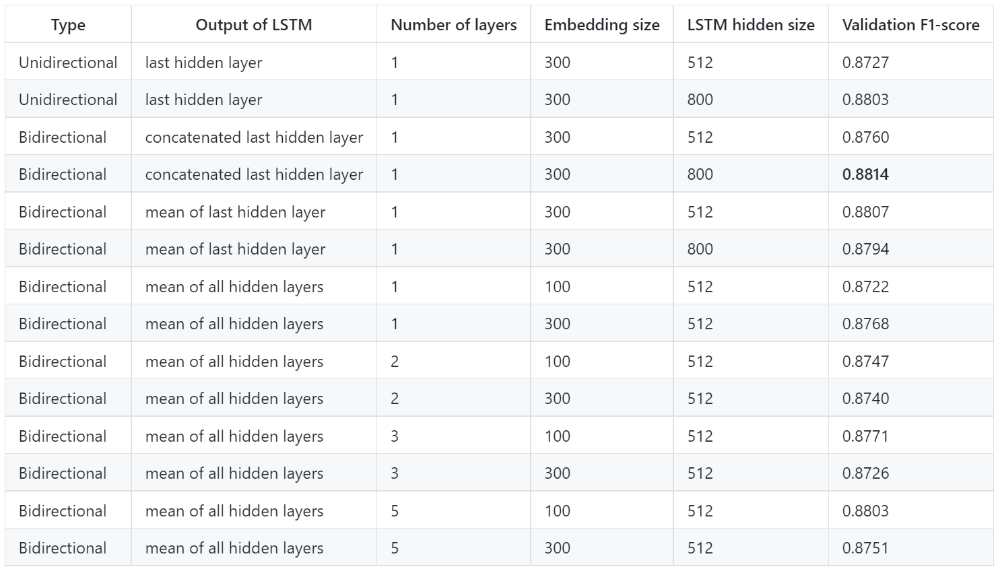 Type Output of LSTM Number of layers Embedding size LSTM hidden size Validation F1-score
Unidirectional last hidden layer 1 300 512 0.8727
Unidirectional last hidden layer 1 300 800 0.8803
Bidirectional concatenated last hidden layer 1 300 512 0.8760
Bidirectional concatenated last hidden layer 1 300 800 0.8814
Bidirectional mean of last hidden layer 1 300 512 0.8807
Bidirectional mean of last hidden layer 1 300 800 0.8794
Bidirectional mean of all hidden layers 1 100 512 0.8722
Bidirectional mean of all hidden layers 1 300 512 0.8768
Bidirectional mean of all hidden layers 2 100 512 0.8747
Bidirectional mean of all hidden layers 2 300 512 0.8740
Bidirectional mean of all hidden layers 3 100 512 0.8771
Bidirectional mean of all hidden layers 3 300 512 0.8726
Bidirectional mean of all hidden layers 5 100 512 0.8803
Bidirectional mean of all hidden layers 5 300 512 0.8751